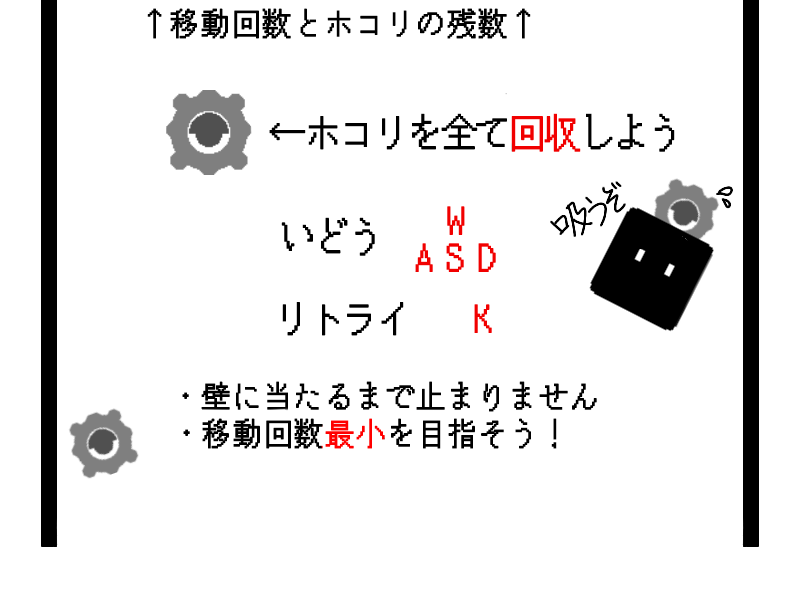 ↑移動回数とホコリの残数↑
←ホコリを全て回収しよう
吸うぞ
いどう W
A S D
リトライ K
・壁に当たるまで止まりません
・移動回数最小を目指そう！